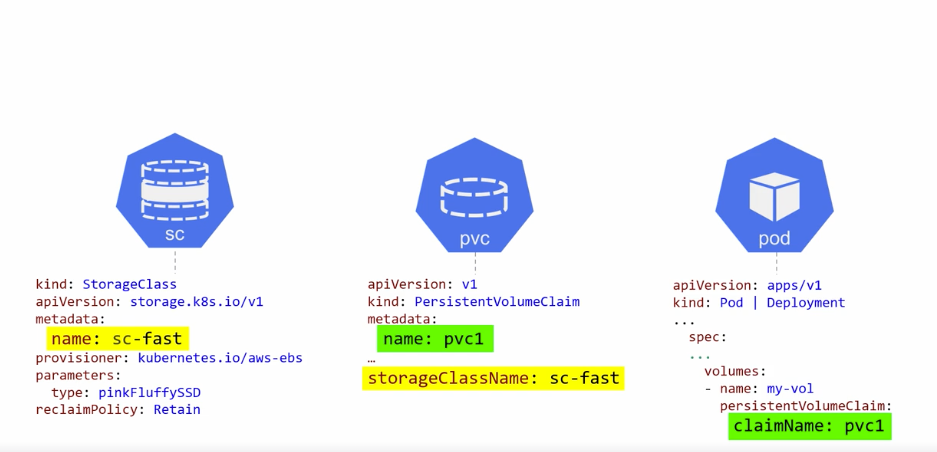 sc
kind: StorageClass
apiVersion: storage.k8s.io/v1
metadata:
name: sc-fast
provisioner: kubernetes.io/aws-ebs
parameters:
type: pinkFluffySSD
reclaimPolicy: Retain
pvc
apiVersion: v1
kind: PersistentVolumeClaim
metadata:
name: pvc1
…
storageClassName: sc-fast
pod
apiVersion: apps/v1
kind: Pod | Deployment
...
spec:
...
volumes:
- name: my-vol
persistentVolumeClaim:
claimName: pvc1